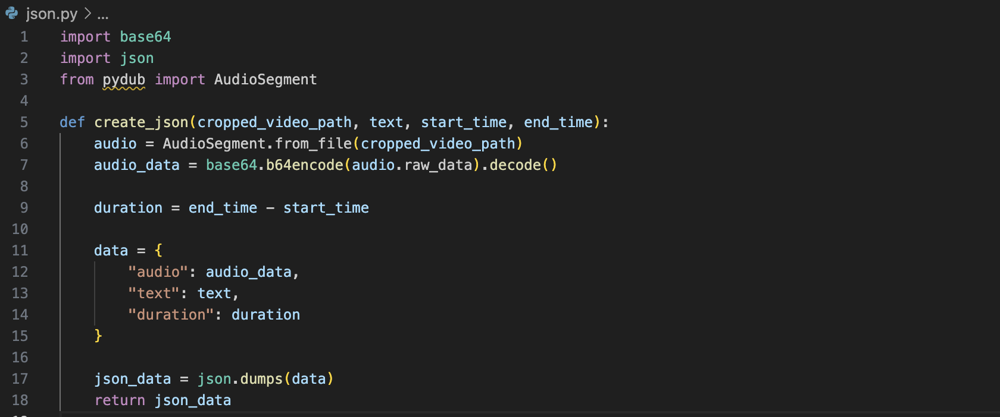 json.py > ...
1 import base64
2 import json
3 from pydub import AudioSegment
4
5 def create_json(cropped_video_path, text, start_time, end_time):
6     audio = AudioSegment.from_file(cropped_video_path)
7     audio_data = base64.b64encode(audio.raw_data).decode()
8
9     duration = end_time - start_time
10
11     data = {
12         "audio": audio_data,
13         "text": text,
14         "duration": duration
15     }
16
17     json_data = json.dumps(data)
18     return json_data